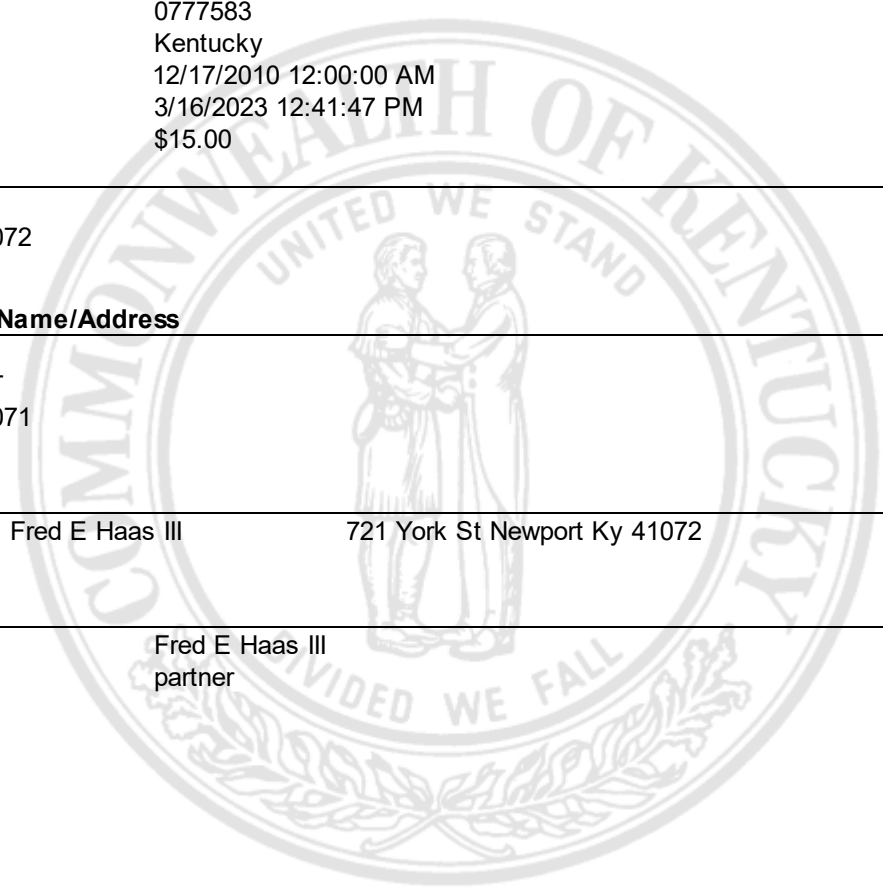 0777583
Kentucky
12/17/2010 12:00:00 AM
3/16/2023 12:41:47 PM
$15.00
072
Name/Address
071
Fred E Haas III 721 York St Newport Ky 41072
Fred E Haas III
partner
COMMONWEALTH OF KENTUCKY
UNITED WE STAND
DIVIDED WE FALL